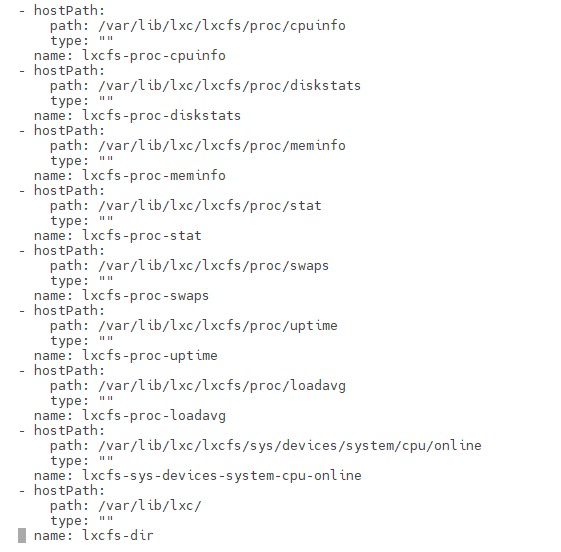 - hostPath:
    path: /var/lib/lxc/lxcfs/proc/cpuinfo
    type: ""
  name: lxcfs-proc-cpuinfo
- hostPath:
    path: /var/lib/lxc/lxcfs/proc/diskstats
    type: ""
  name: lxcfs-proc-diskstats
- hostPath:
    path: /var/lib/lxc/lxcfs/proc/meminfo
    type: ""
  name: lxcfs-proc-meminfo
- hostPath:
    path: /var/lib/lxc/lxcfs/proc/stat
    type: ""
  name: lxcfs-proc-stat
- hostPath:
    path: /var/lib/lxc/lxcfs/proc/swaps
    type: ""
  name: lxcfs-proc-swaps
- hostPath:
    path: /var/lib/lxc/lxcfs/proc/uptime
    type: ""
  name: lxcfs-proc-uptime
- hostPath:
    path: /var/lib/lxc/lxcfs/proc/loadavg
    type: ""
  name: lxcfs-proc-loadavg
- hostPath:
    path: /var/lib/lxc/lxcfs/sys/devices/system/cpu/online
    type: ""
  name: lxcfs-sys-devices-system-cpu-online
- hostPath:
    path: /var/lib/lxc/
    type: ""
  name: lxcfs-dir